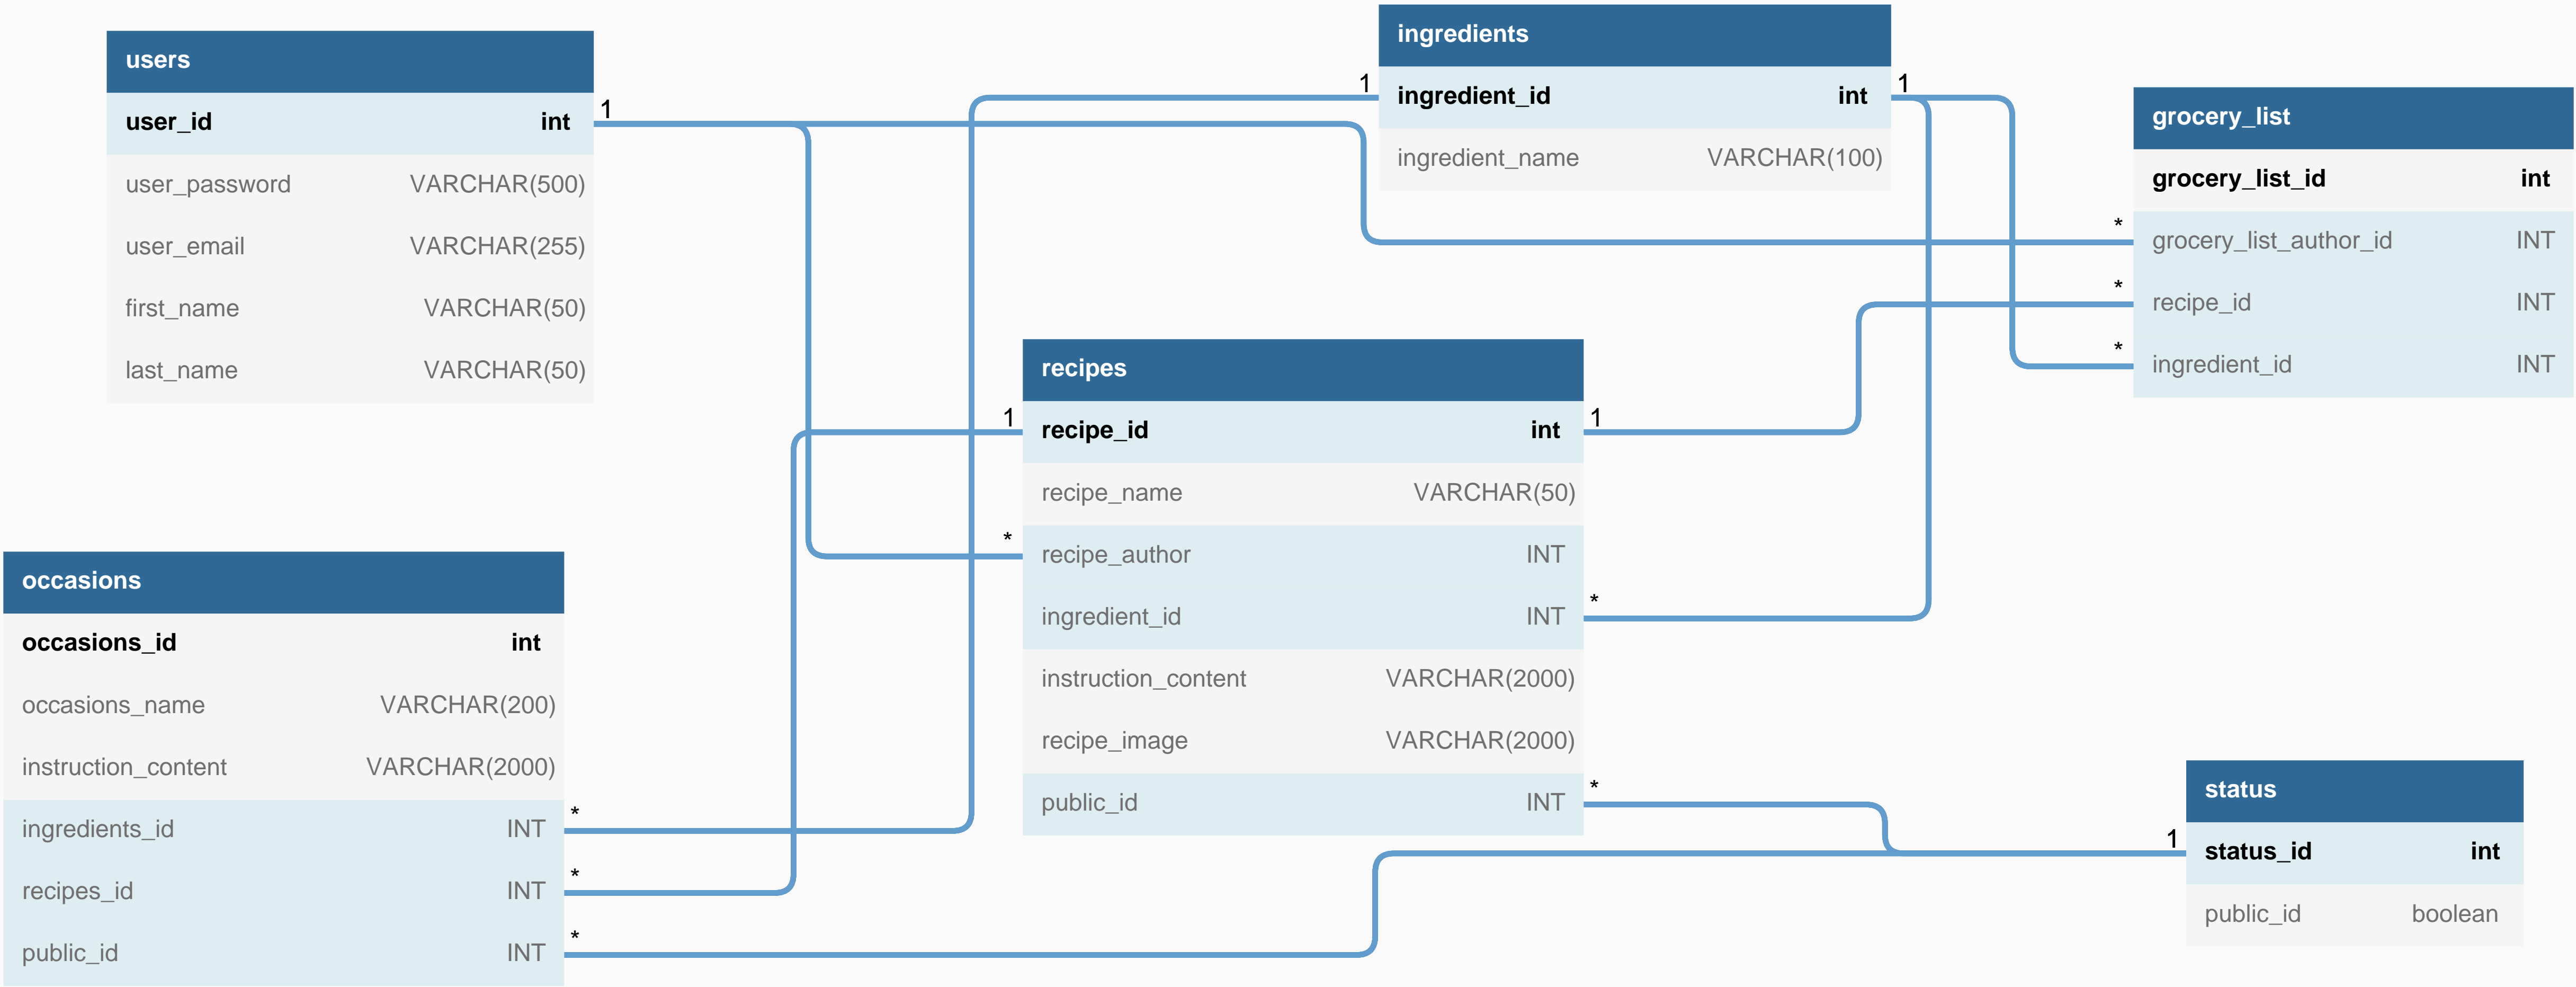 users
user_id int
user_password VARCHAR(500)
user_email VARCHAR(255)
first_name VARCHAR(50)
last_name VARCHAR(50)
1
ingredients
1 ingredient_id int 1
ingredient_name VARCHAR(100)
grocery_list
grocery_list_id int
* grocery_list_author_id INT
* recipe_id INT
* ingredient_id INT
recipes
1 recipe_id int 1
recipe_name VARCHAR(50)
* recipe_author INT
ingredient_id INT *
instruction_content VARCHAR(2000)
recipe_image VARCHAR(2000)
public_id INT *
occasions
occasions_id int
occasions_name VARCHAR(200)
instruction_content VARCHAR(2000)
ingredients_id INT *
recipes_id INT *
public_id INT *
status
1 status_id int
public_id boolean